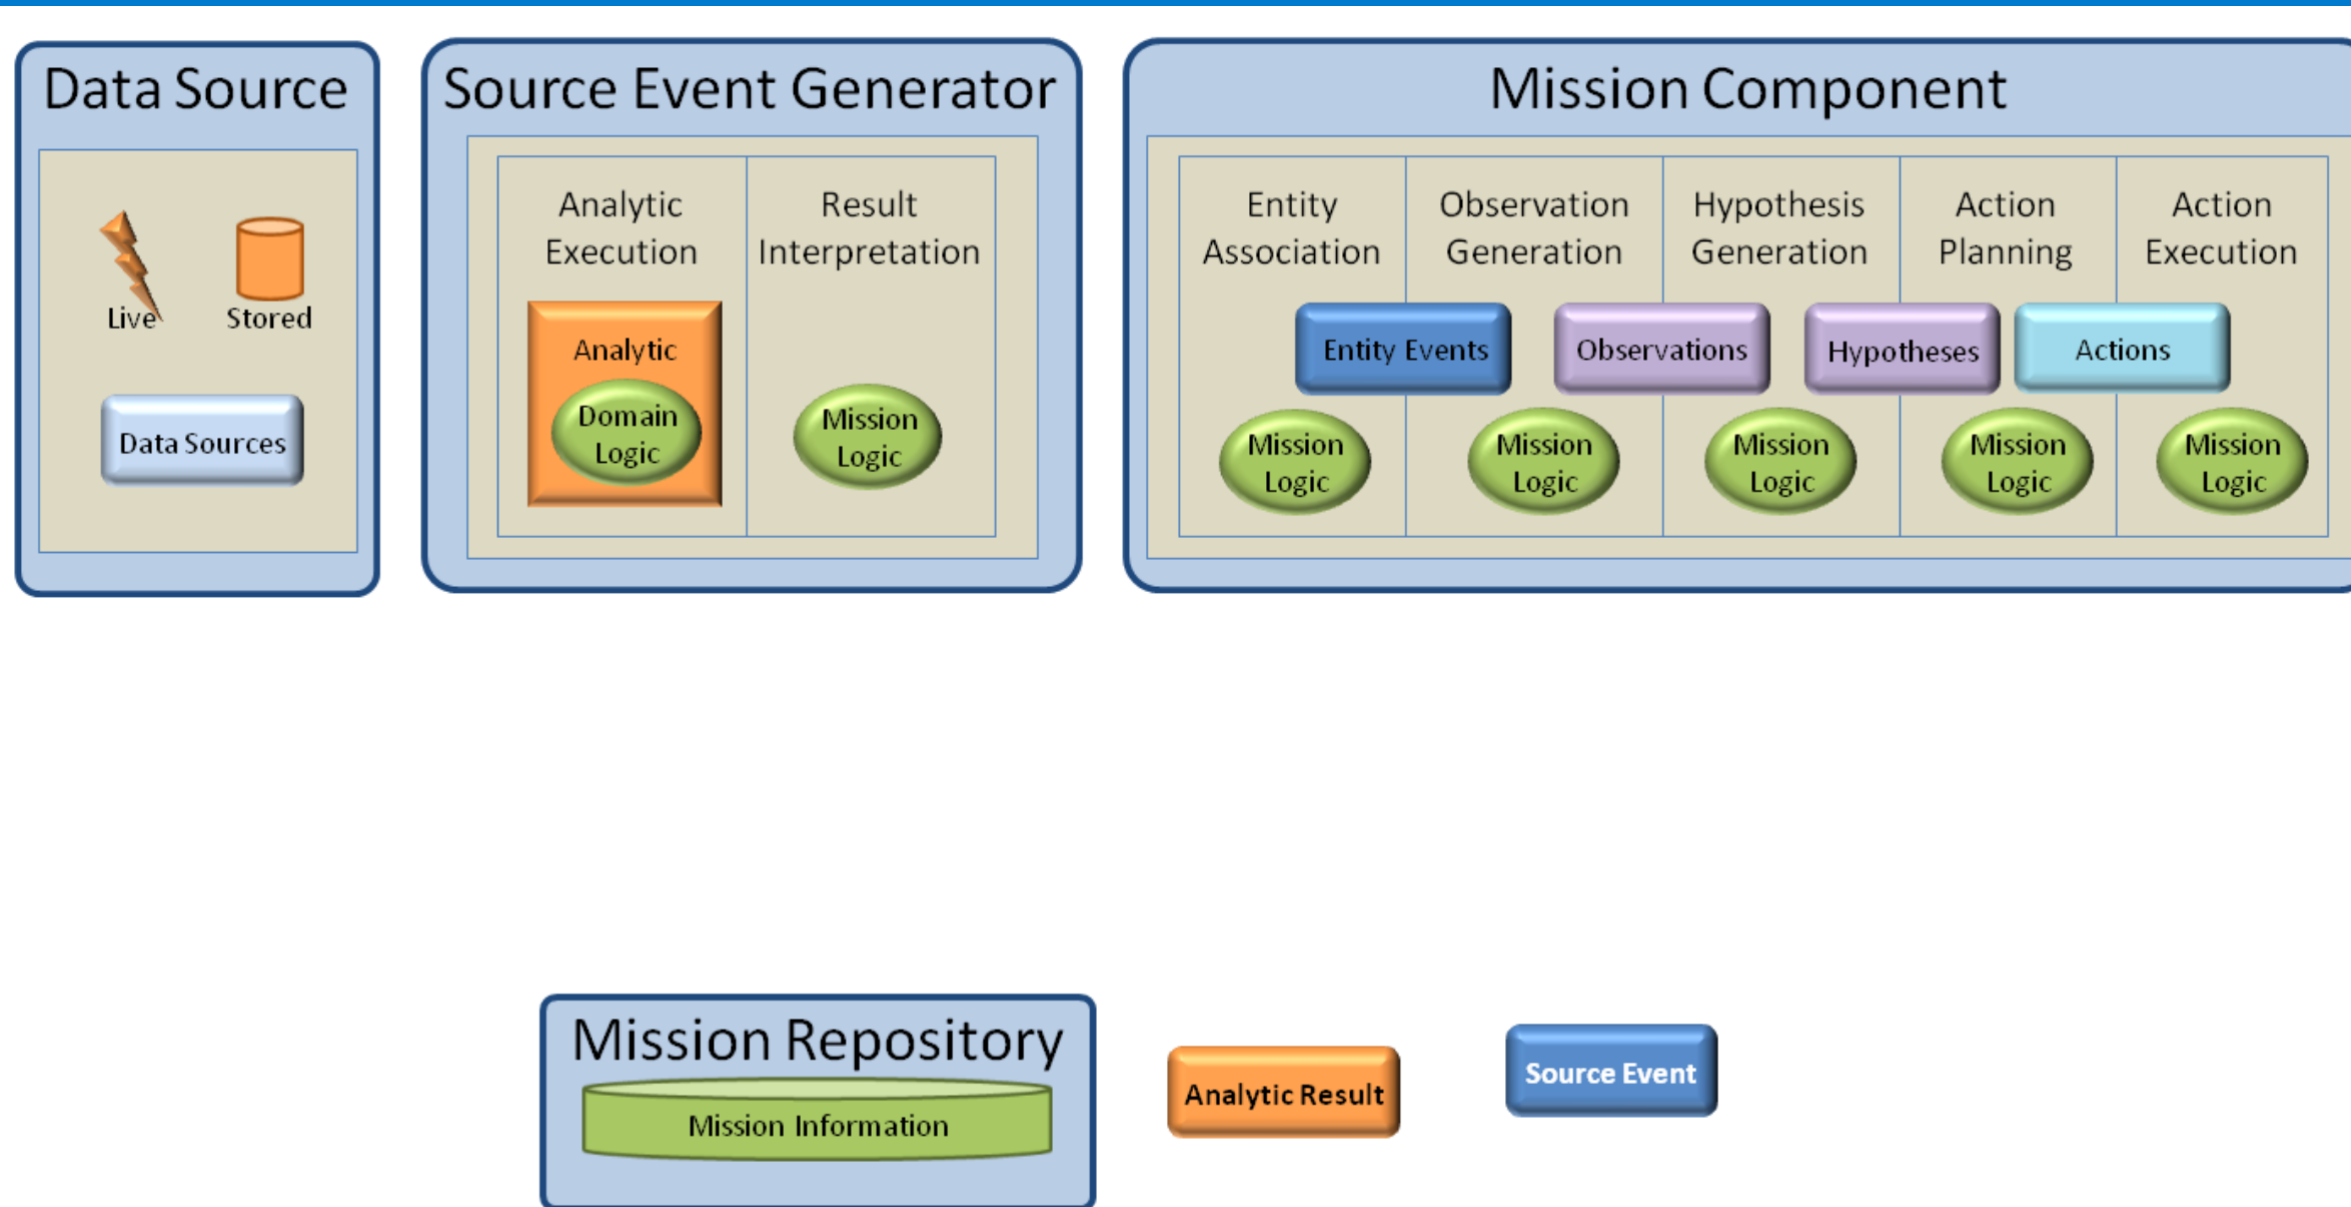 Data Source
Live
Stored
Data Sources
Source Event Generator
Analytic
Execution
Analytic
Domain
Logic
Result
Interpretation
Mission
Logic
Mission Component
Entity
Association
Observation
Generation
Hypothesis
Generation
Action
Planning
Action
Execution
Entity Events
Observations
Hypotheses
Actions
Mission
Logic
Mission
Logic
Mission
Logic
Mission
Logic
Mission
Logic
Mission Repository
Mission Information
Analytic Result
Source Event